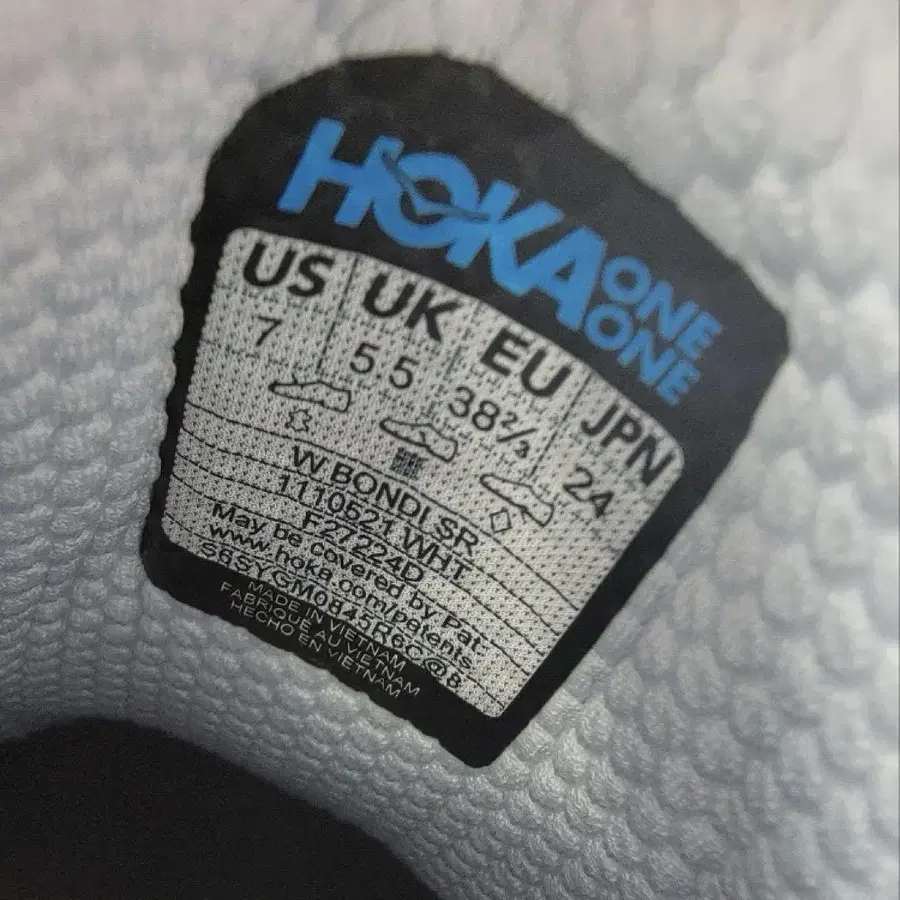 HOKA ONE ONE
US UK EU JPN
7 5 5 38⅔ 24
W BONDI SR
1110521 WHT
F27224D
May be covered by Patt.
www.hoka.com/patents.
MADE IN VIETNAM
FABRIQUE AU VIETNAM
HECHO EN VIETNAM